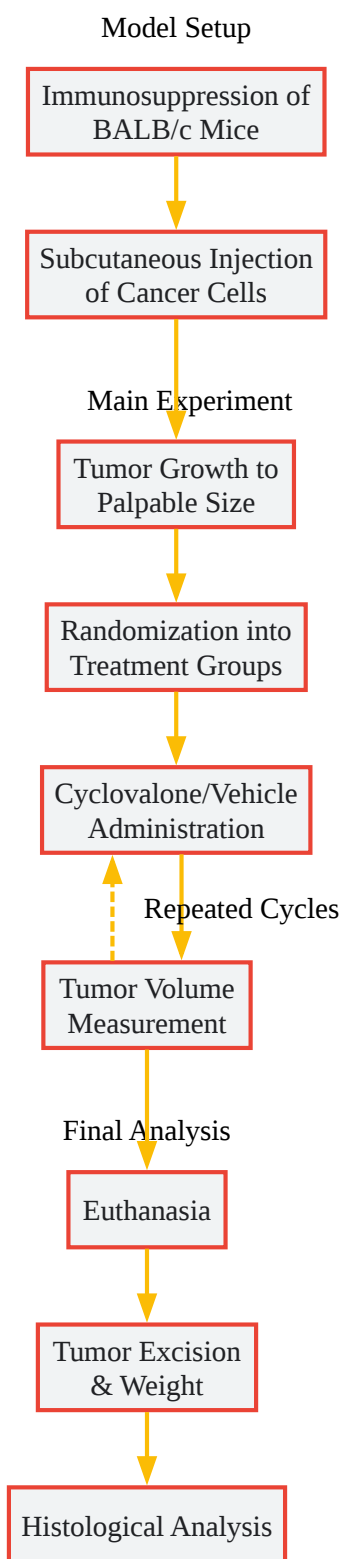 Model Setup
Immunosuppression of
BALB/c Mice
Subcutaneous Injection
of Cancer Cells
Main Experiment
Tumor Growth to
Palpable Size
Randomization into
Treatment Groups
Cyclovalone/Vehicle
Administration
Repeated Cycles
Tumor Volume
Measurement
Final Analysis
Euthanasia
Tumor Excision
& Weight
Histological Analysis